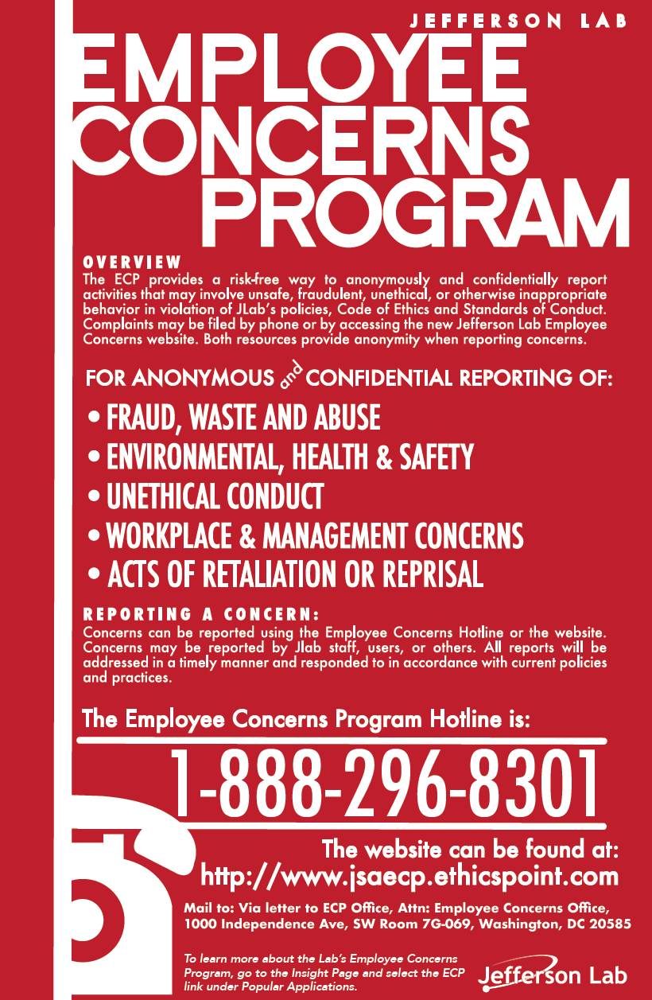 JEFFERSON LAB
EMPLOYEE
CONCERNS
PROGRAM
OVERVIEW
The ECP provides a risk-free way to anonymously and confidentially report
activities that may involve unsafe, fraudulent, unethical, or otherwise inappropriate
behavior in violation of JLab's policies, Code of Ethics and Standards of Conduct.
Complaints may be filed by phone or by accessing the new Jefferson Lab Employee
Concerns website. Both resources provide anonymity when reporting concerns.
FOR ANONYMOUS and CONFIDENTIAL REPORTING OF:
• FRAUD, WASTE AND ABUSE
• ENVIRONMENTAL, HEALTH & SAFETY
• UNETHICAL CONDUCT
• WORKPLACE & MANAGEMENT CONCERNS
• ACTS OF RETALIATION OR REPRISAL
REPORTING A CONCERN:
Concerns can be reported using the Employee Concerns Hotline or the website.
Concerns may be reported by Jlab staff, users, or others. All reports will be
addressed in a timely manner and responded to in accordance with current policies
and practices.
The Employee Concerns Program Hotline is:
1-888-296-8301
The website can be found at:
http://www.jsaecp.ethicspoint.com
Mail to: Via letter to ECP Office, Attn: Employee Concerns Office,
1000 Independence Ave, SW Room 7G-069, Washington, DC 20585
To learn more about the Lab's Employee Concerns
Program, go to the Insight Page and select the ECP
link under Popular Applications.
Jefferson Lab